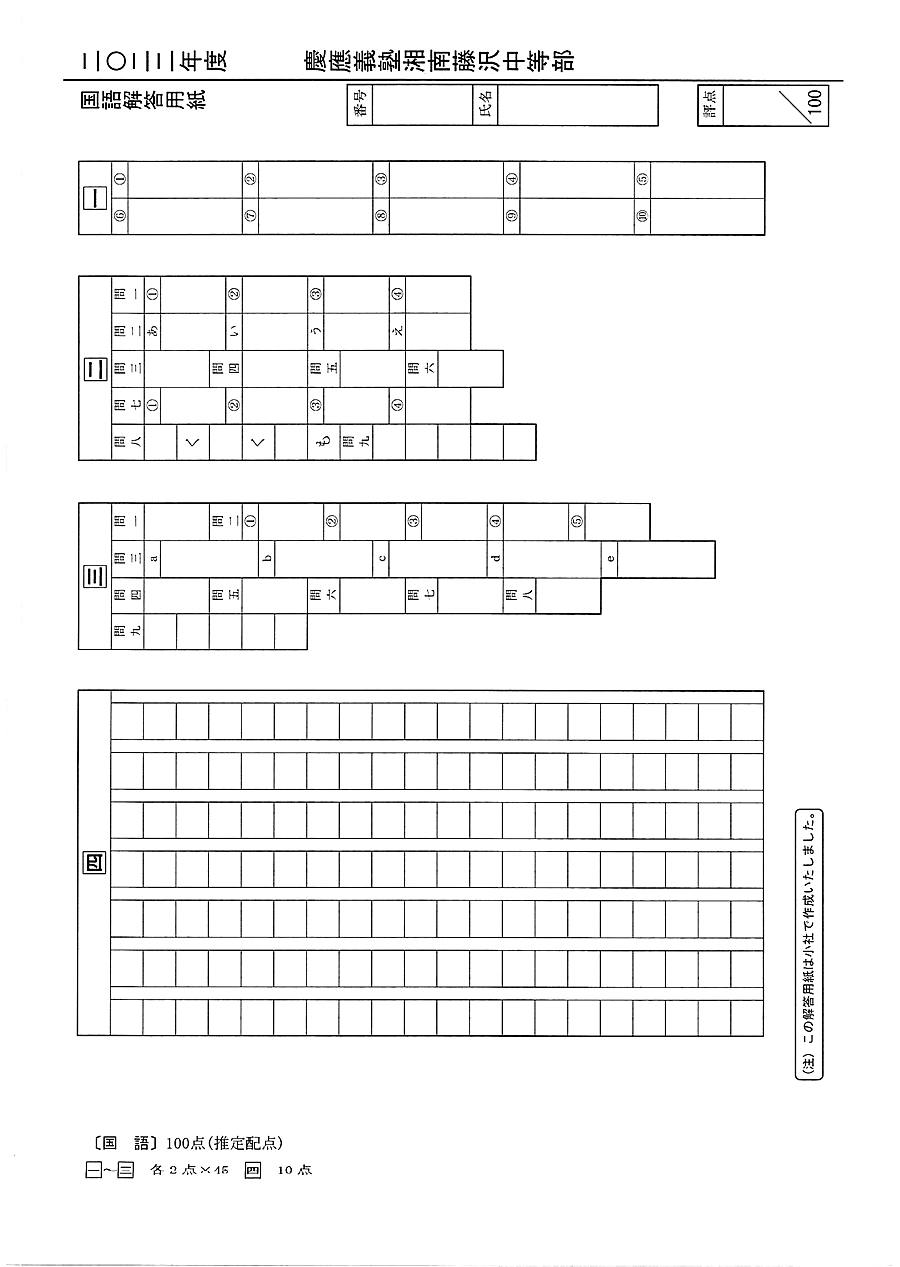 二〇二二年度　慶應義塾湘南藤沢中等部
国語解答用紙　番号　氏名　評点　／100
一　①　②　③　④　⑤
⑥　⑦　⑧　⑨　⑩
二　問一　①　②　③　④
問二　あ　い　う　え
問三　問四　問五　問六
問七　①　②　③　④
問八　く　く　も　問九
三　問一　問二　①　②　③　④　⑤
問三　a　b　c　d　e
問四　問五　問六　問七　問八
問九
四
（注）この解答用紙は小社で作成いたしました。
〔国　語〕100点(推定配点)
一～三　各2点×45　四　10点